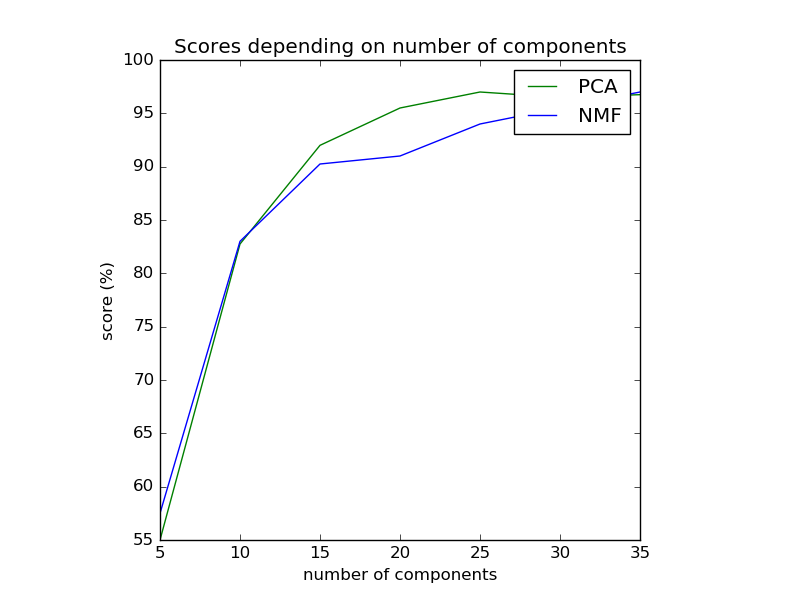 Scores depending on number of components
100
95
90
85
80
75
70
65
60
55
score (%)
PCA
NMF
5 10 15 20 25 30 35
number of components